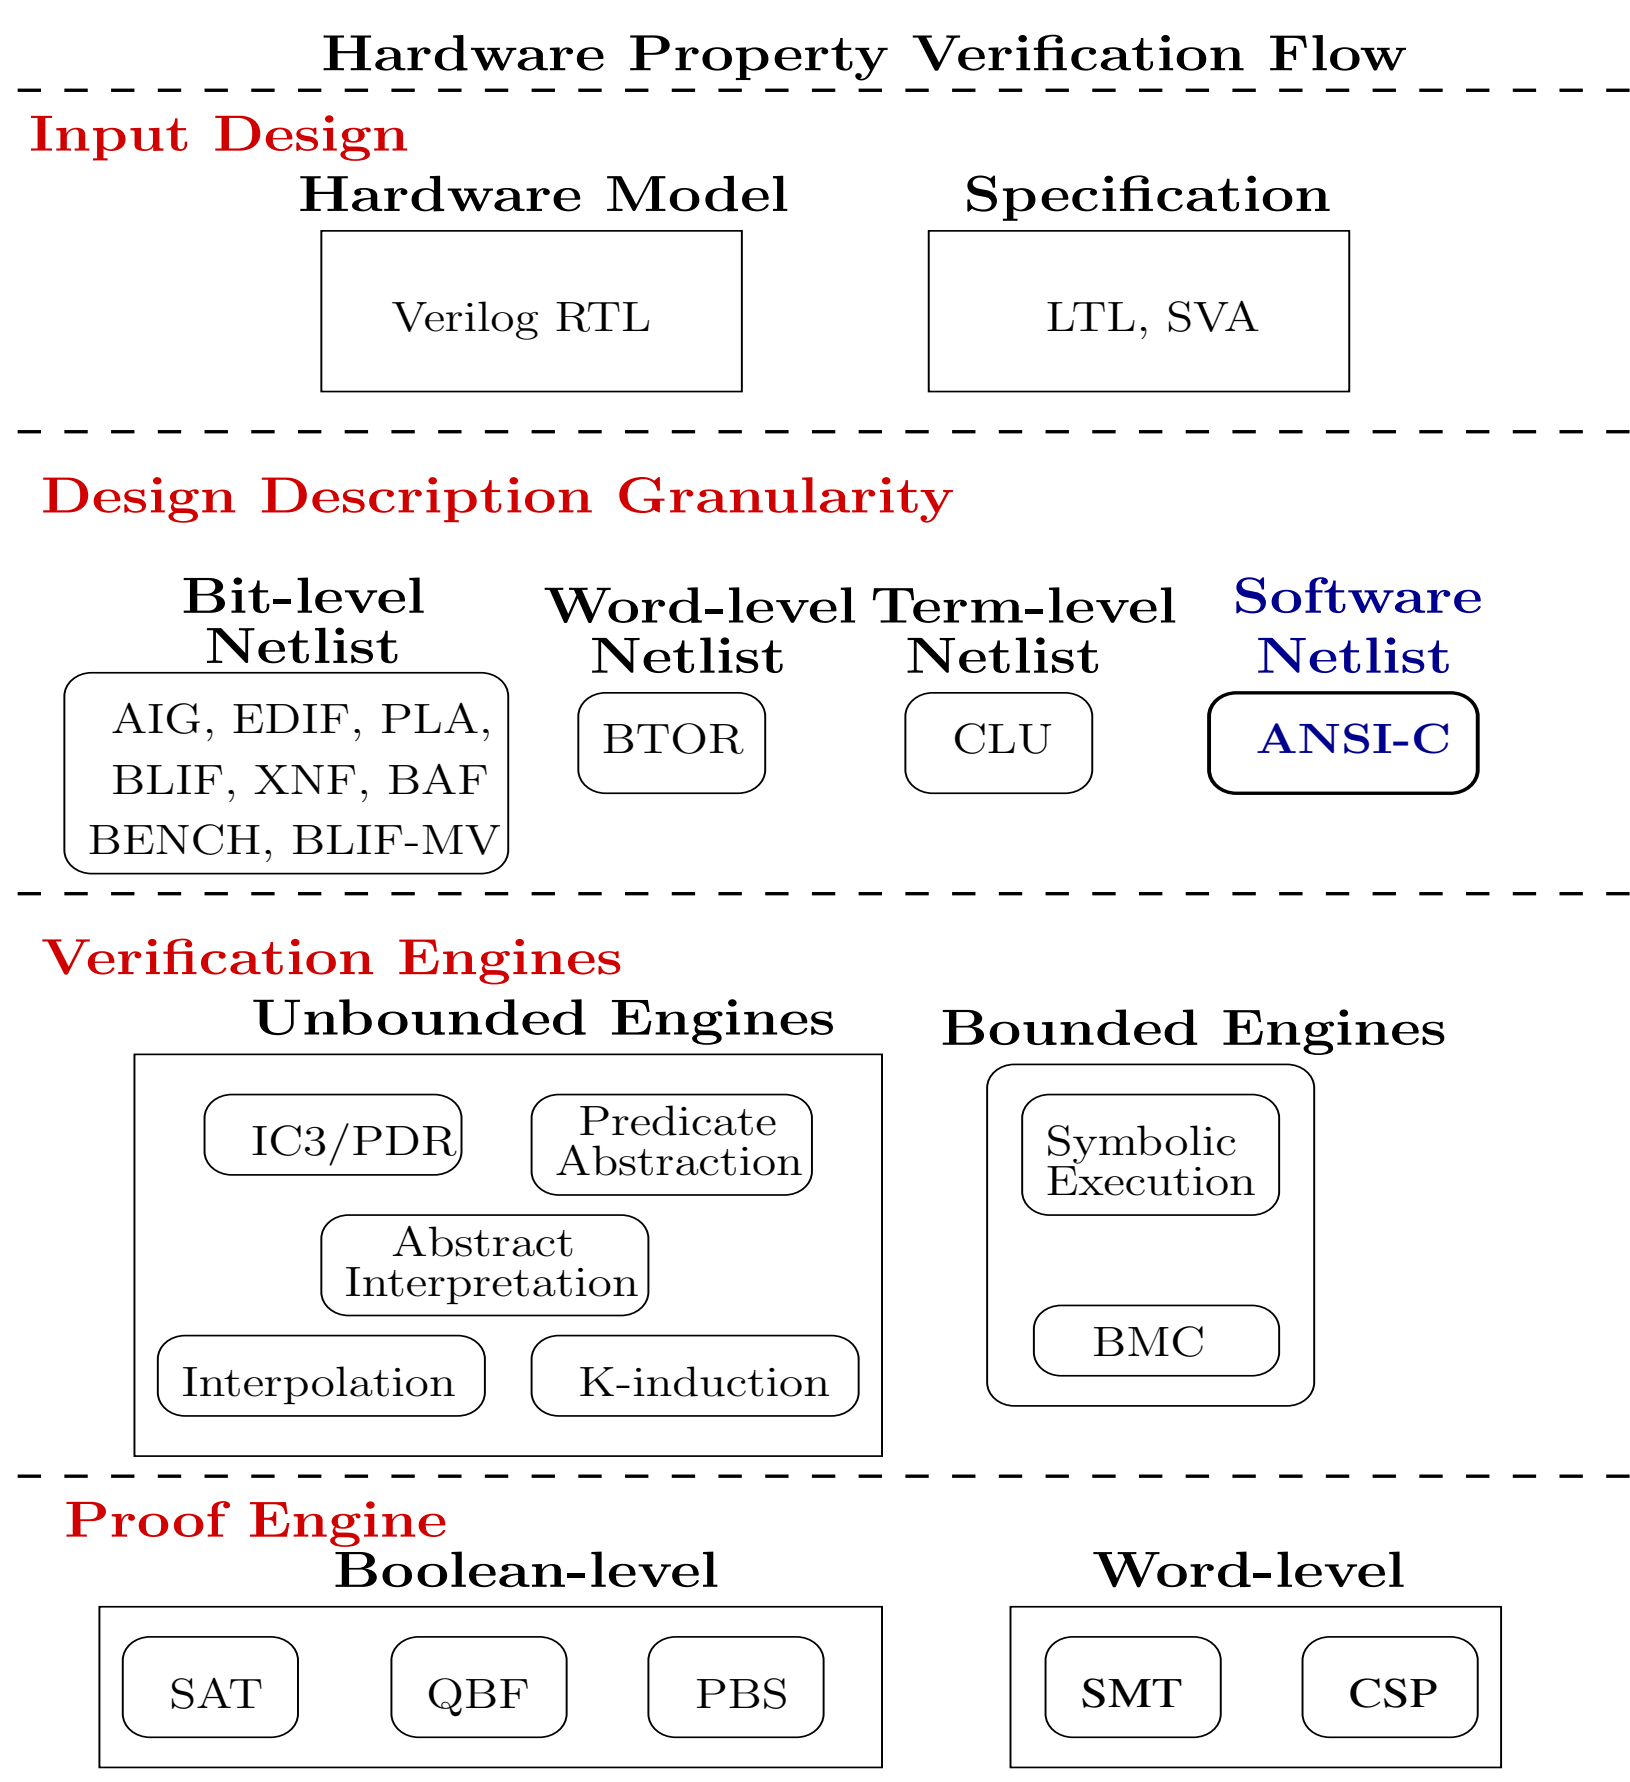 Hardware Property Verification Flow
Input Design
Hardware Model
Specification
Verilog RTL
LTL, SVA
Design Description Granularity
Bit-level
Netlist
Word-level
Netlist
Term-level
Netlist
Software
Netlist
AIG, EDIF, PLA,
BLIF, XNF, BAF
BENCH, BLIF-MV
BTOR
CLU
ANSI-C
Verification Engines
Unbounded Engines
Bounded Engines
IC3/PDR
Predicate
Abstraction
Abstract
Interpretation
Interpolation
K-induction
Symbolic
Execution
BMC
Proof Engine
Boolean-level
Word-level
SAT
QBF
PBS
SMT
CSP